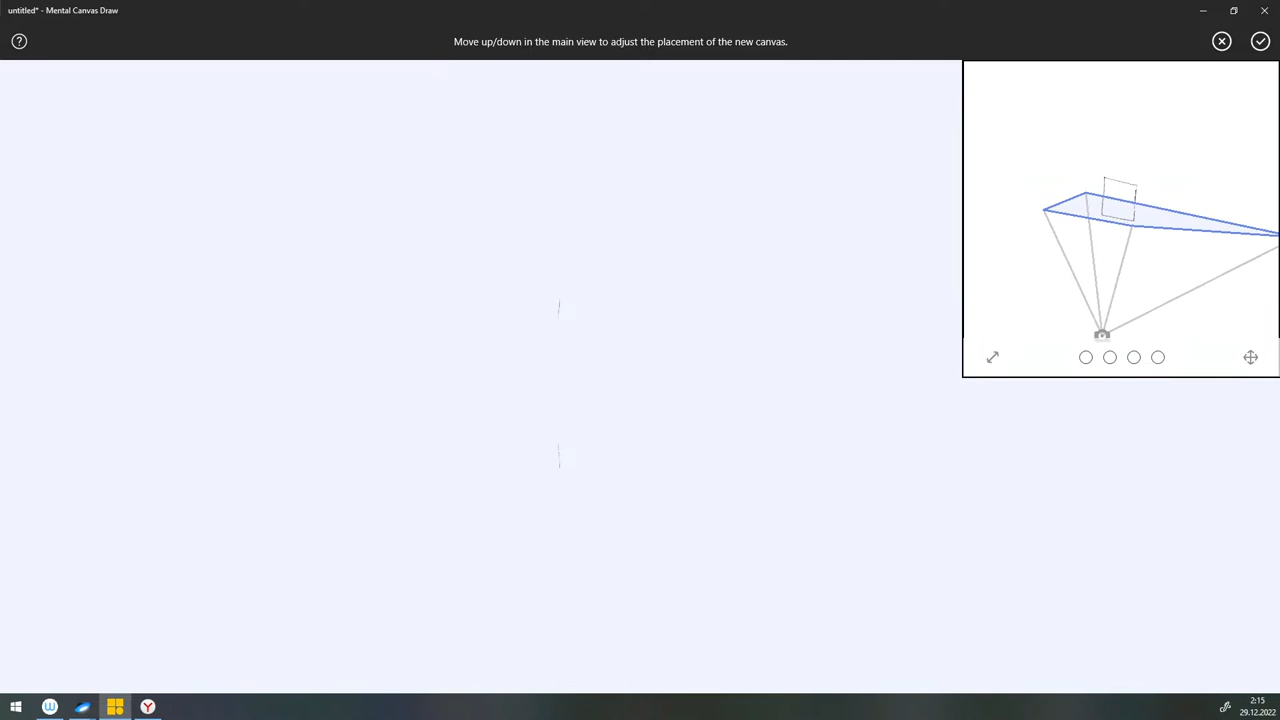 untitled* - Mental Canvas Draw
Move up/down in the main view to adjust the placement of the new canvas.
2:15
29.12.2022